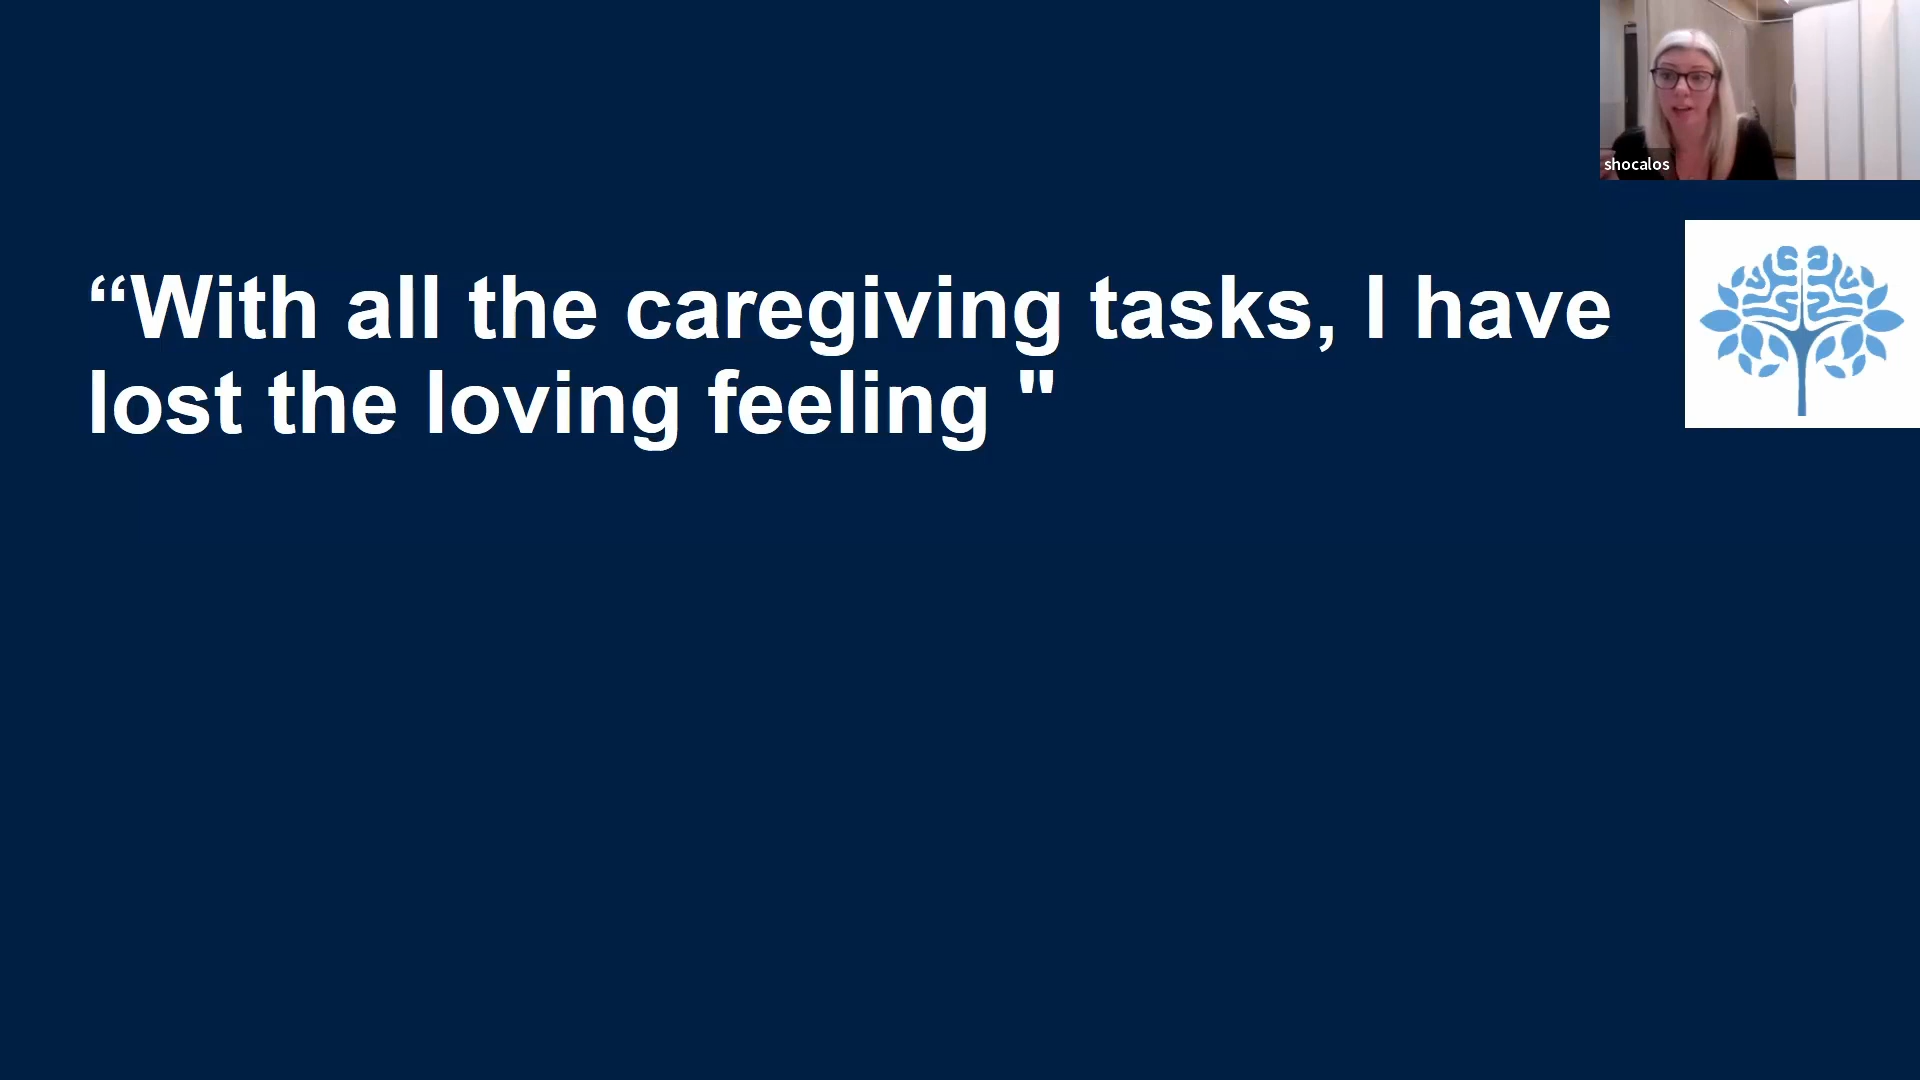 shocalos
“With all the caregiving tasks, I have
lost the loving feeling "